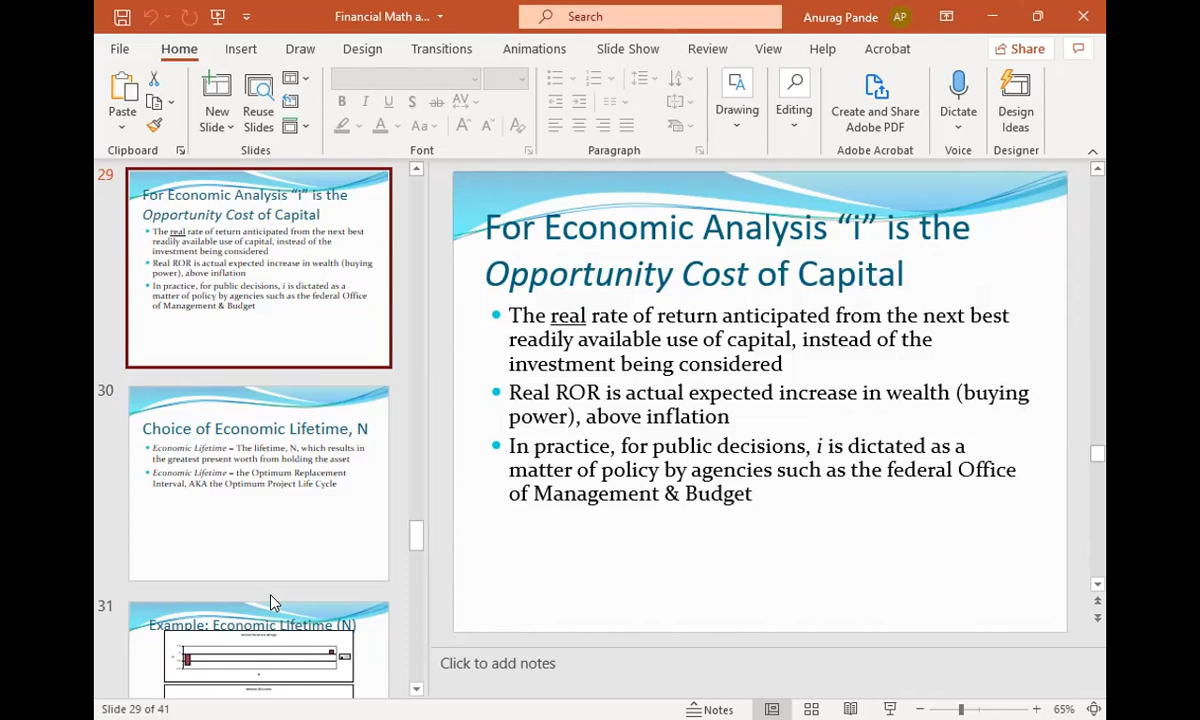 Financial Math a...
Search
Anurag Pande
AP
File
Home
Insert
Draw
Design
Transitions
Animations
Slide Show
Review
View
Help
Acrobat
Share
Paste
New
Slide
Reuse
Slides
B I U S ab AV
A Aa A A A
Drawing
Editing
Create and Share
Adobe PDF
Dictate
Design
Ideas
Clipboard
Slides
Font
Paragraph
Adobe Acrobat
Voice
Designer
29
For Economic Analysis “i” is the
Opportunity Cost of Capital
• The real rate of return anticipated from the next best
readily available use of capital, instead of the
investment being considered
• Real ROR is actual expected increase in wealth (buying
power), above inflation
• In practice, for public decisions, i is dictated as a
matter of policy by agencies such as the federal Office
of Management & Budget
30
Choice of Economic Lifetime, N
• Economic Lifetime – The lifetime, N, which results in
the greatest present worth from holding the asset
• Economic Lifetime – the Optimum Replacement
Interval, AKA the Optimum Project Life Cycle
31
Example: Economic Lifetime (N)
For Economic Analysis “i” is the
Opportunity Cost of Capital
• The real rate of return anticipated from the next best
readily available use of capital, instead of the
investment being considered
• Real ROR is actual expected increase in wealth (buying
power), above inflation
• In practice, for public decisions, i is dictated as a
matter of policy by agencies such as the federal Office
of Management & Budget
Click to add notes
Slide 29 of 41
Notes
65%